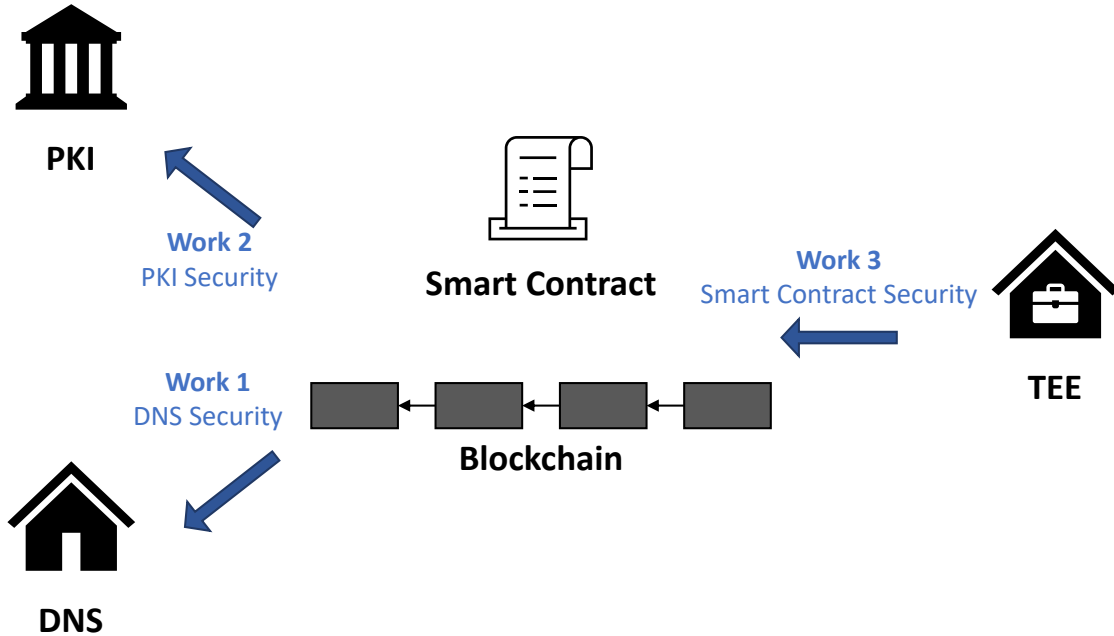 PKI
Work 2
PKI Security
Smart Contract
Work 3
Smart Contract Security
TEE
Work 1
DNS Security
Blockchain
DNS